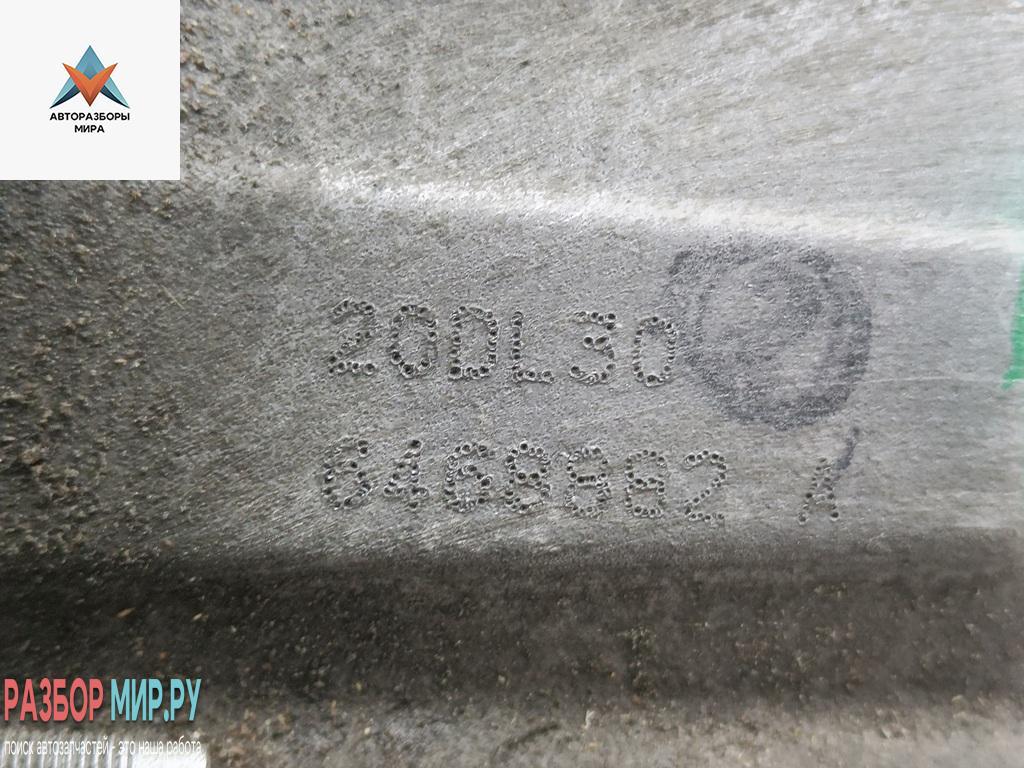 АВТОРАЗБОРЫ
МИРА
20DL30
6468882 A
РАЗБОР МИР.РУ
поиск автозапчастей - это наша работа